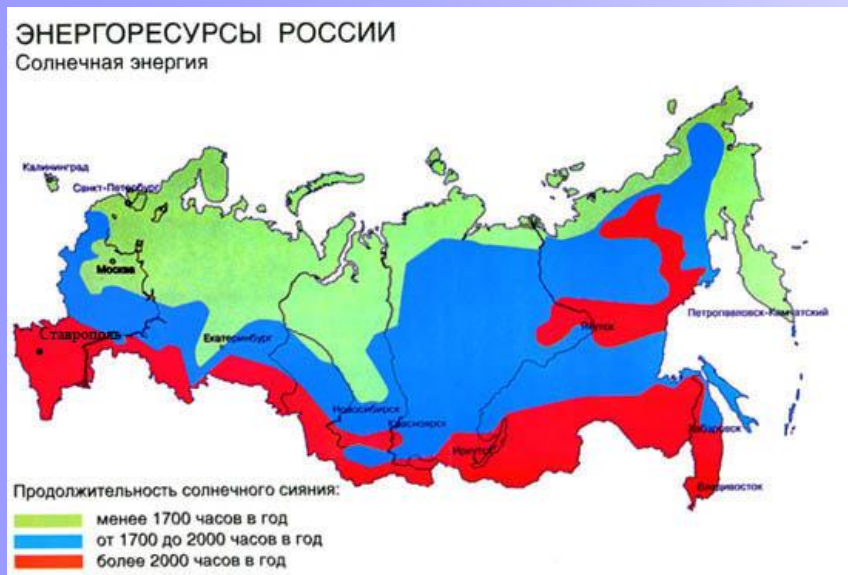 ЭНЕРГОРЕСУРСЫ РОССИИ
Солнечная энергия
Калининград
Санкт-Петербург
Москва
Петропавловск-Камчатский
Якутск
Ставрополь
Екатеринбург
Новосибирск
Красноярск
Хабаровск
Иркутск
Владивосток
Продолжительность солнечного сияния:
менее 1700 часов в год
от 1700 до 2000 часов в год
более 2000 часов в год